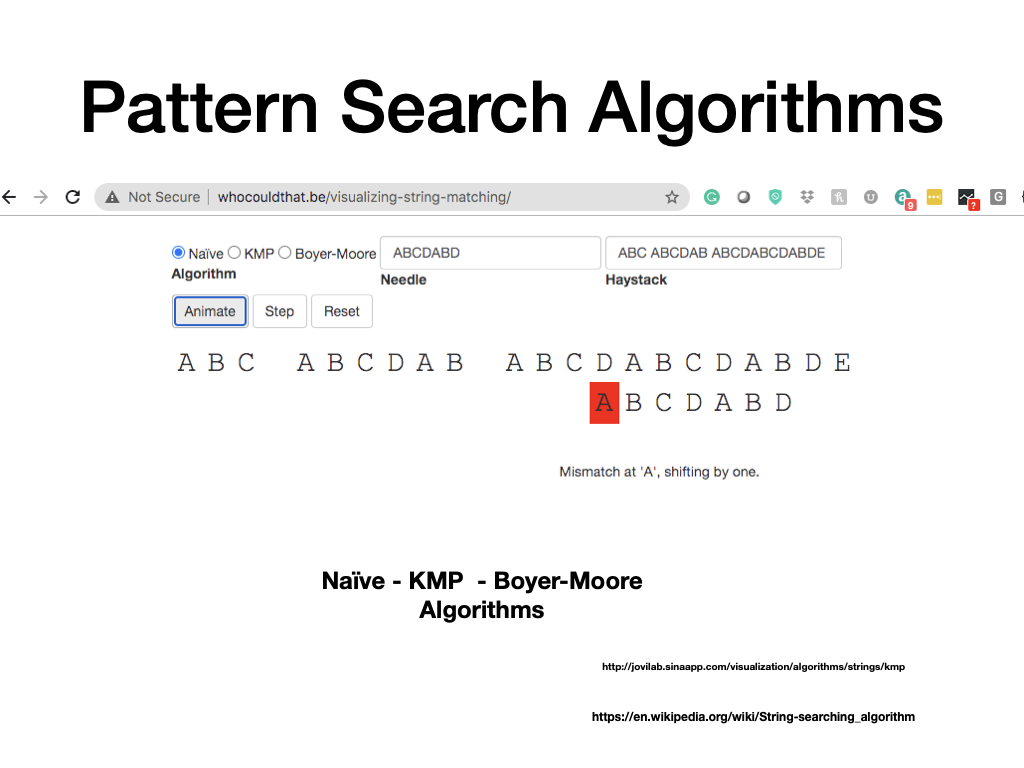 Pattern Search Algorithms
Not Secure | whocouldthat.be/visualizing-string-matching/
9
?
G
Naïve KMP Boyer-Moore ABCDABD ABC ABCDAB ABCDABCDABDE
Algorithm Needle Haystack
Animate Step Reset
A B C   A B C D A B   A B C D A B C D A B D E
A B C D A B D
Mismatch at 'A', shifting by one.
Naïve - KMP  - Boyer-Moore
Algorithms
http://jovilab.sinaapp.com/visualization/algorithms/strings/kmp
https://en.wikipedia.org/wiki/String-searching_algorithm